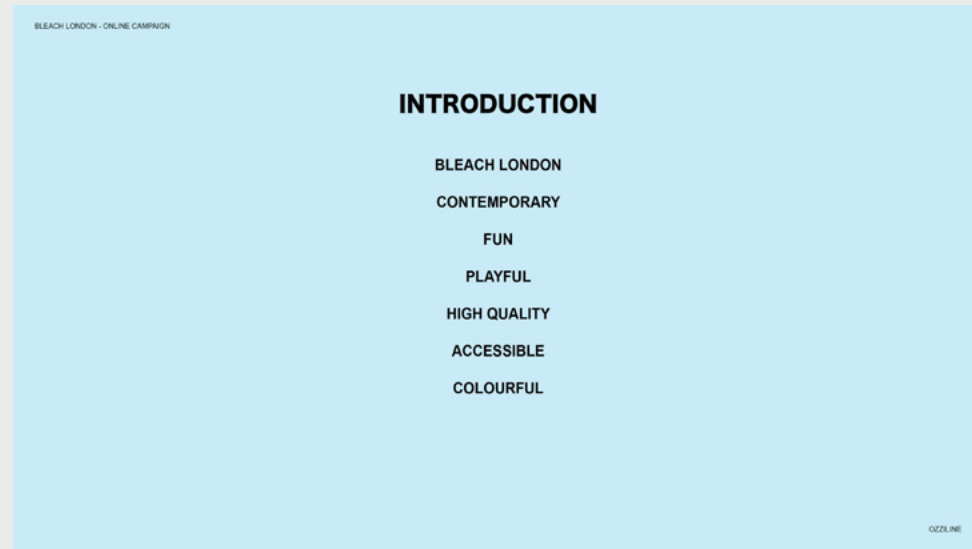 BLEACH LONDON - ONLINE CAMPAIGN
INTRODUCTION
BLEACH LONDON
CONTEMPORARY
FUN
PLAYFUL
HIGH QUALITY
ACCESSIBLE
COLOURFUL
OZZILINE